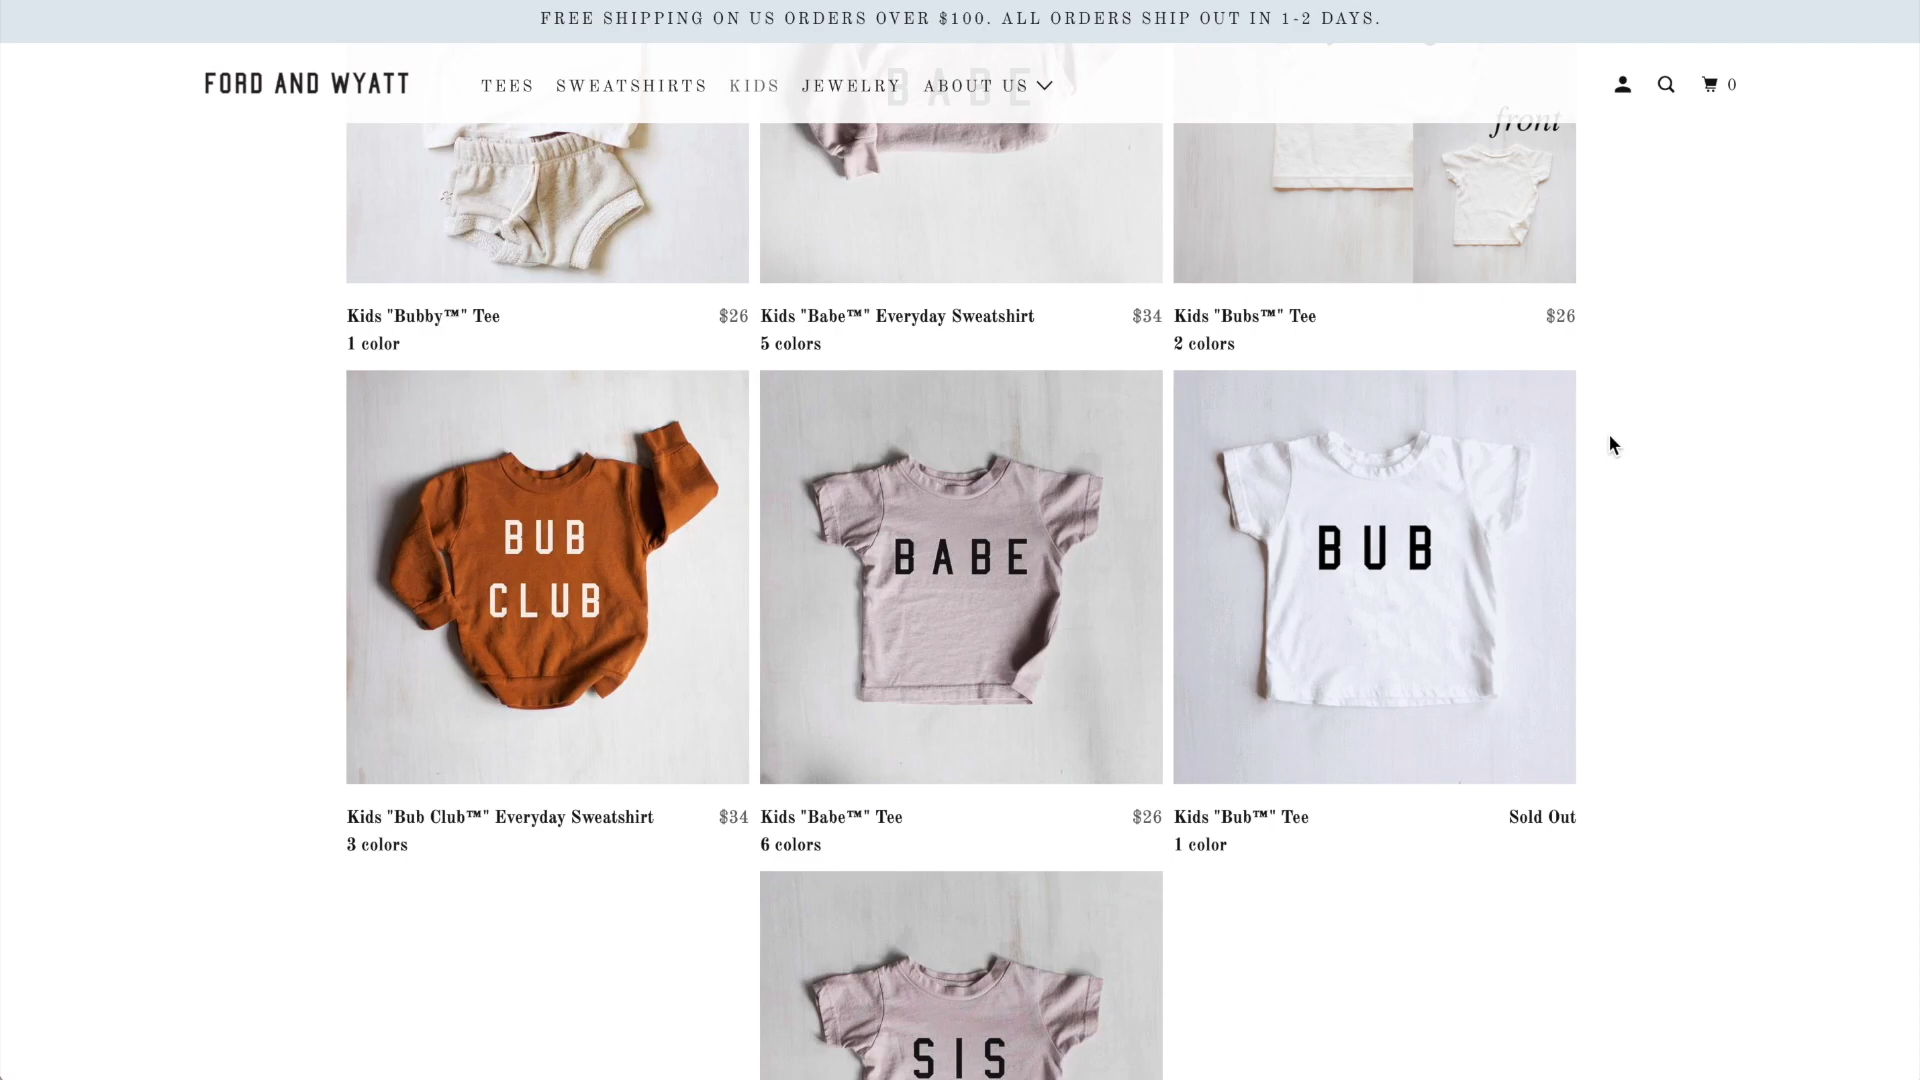 FREE SHIPPING ON US ORDERS OVER $100. ALL ORDERS SHIP OUT IN 1-2 DAYS.
FORD AND WYATT
TEES SWEATSHIRTS KIDS JEWELRY ABOUT US
0
BABE
front
Kids "Bubby™" Tee $26
1 color
Kids "Babe™" Everyday Sweatshirt $34
5 colors
Kids "Bubs™" Tee $26
2 colors
BUB
CLUB
BABE
BUB
Kids "Bub Club™" Everyday Sweatshirt $34
3 colors
Kids "Babe™" Tee $26
6 colors
Kids "Bub™" Tee Sold Out
1 color
SIS